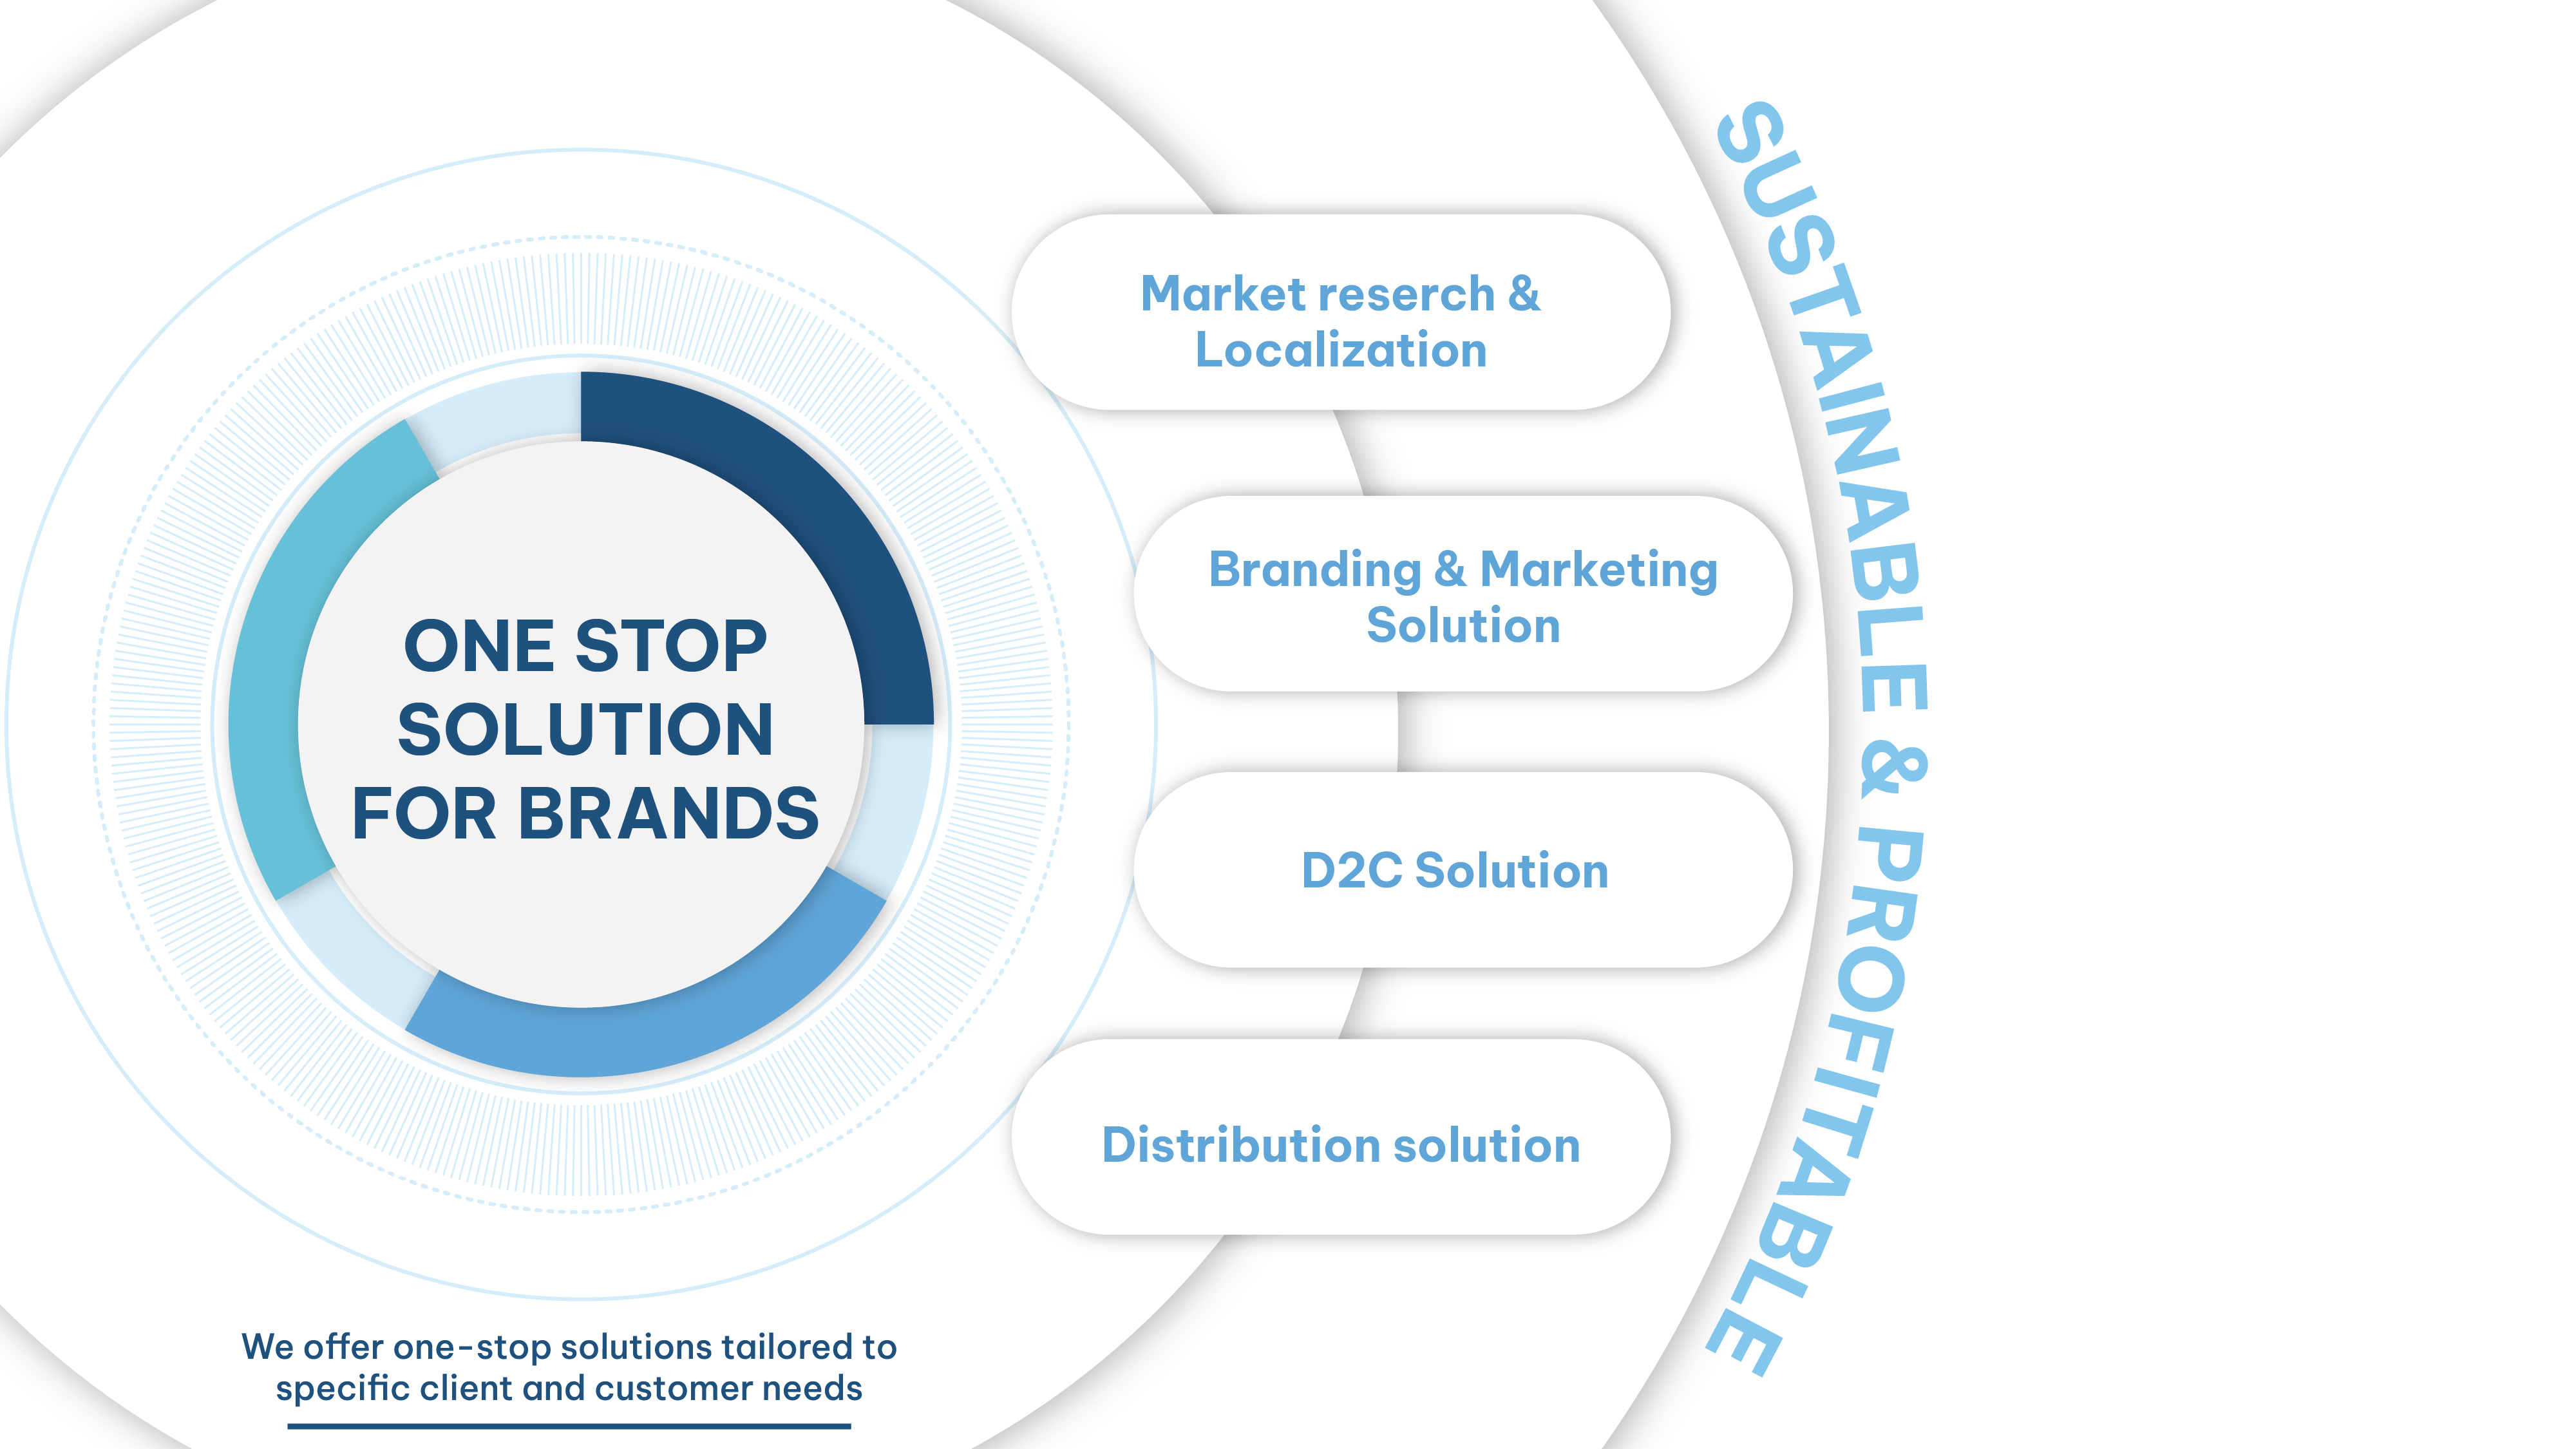 ONE STOP
SOLUTION
FOR BRANDS
We offer one-stop solutions tailored to
specific client and customer needs
Market reserch &
Localization
Branding & Marketing
Solution
D2C Solution
Distribution solution
SUSTAINABLE & PROFITABLE